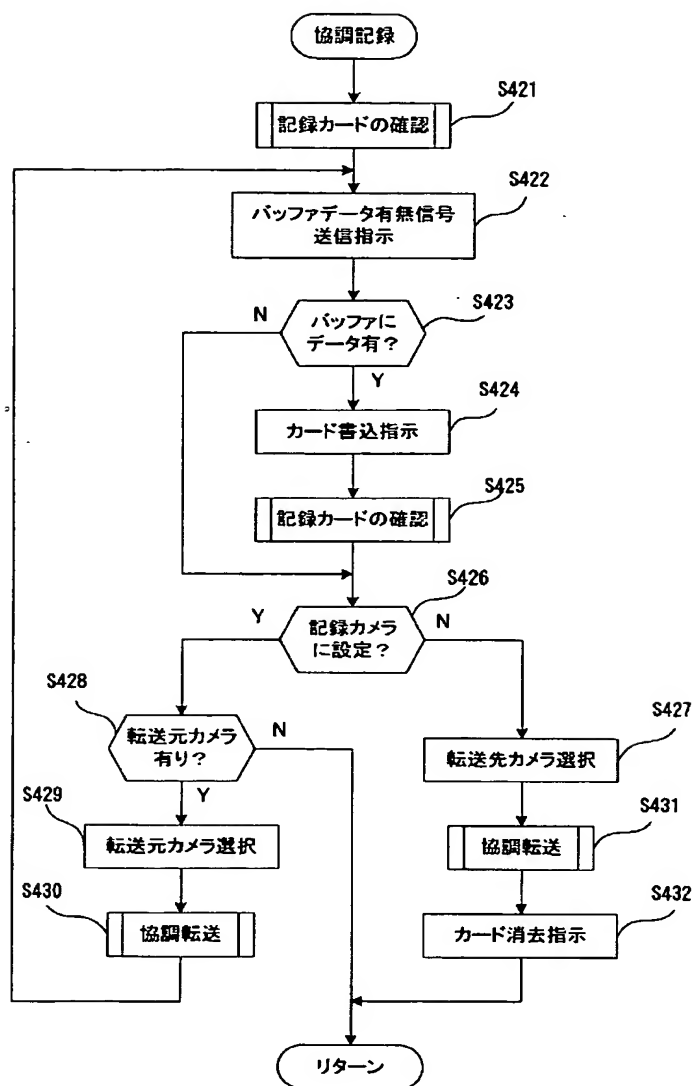 協調記録
S421
記録カードの確認
S422
バッファデータ有無信号
送信指示
S423
N
バッファに
データ有?
Y
S424
カード書込指示
S425
記録カードの確認
S426
Y
記録カメラ
に設定?
N
S428
転送元カメラ
有り?
N
S427
転送先カメラ選択
Y
S429
転送元カメラ選択
S431
協調転送
S430
協調転送
S432
カード消去指示
リターン